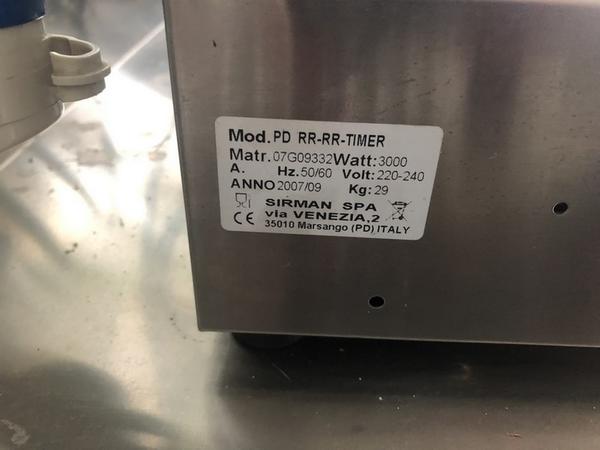 Mod. PD RR-RR-TIMER
Matr. 07G09332 Watt: 3000
A. Hz. 50/60 Volt: 220-240
ANNO 2007/09 Kg: 29
SIRMAN SPA
via VENEZIA,2
CE 35010 Marsango (PD) ITALY